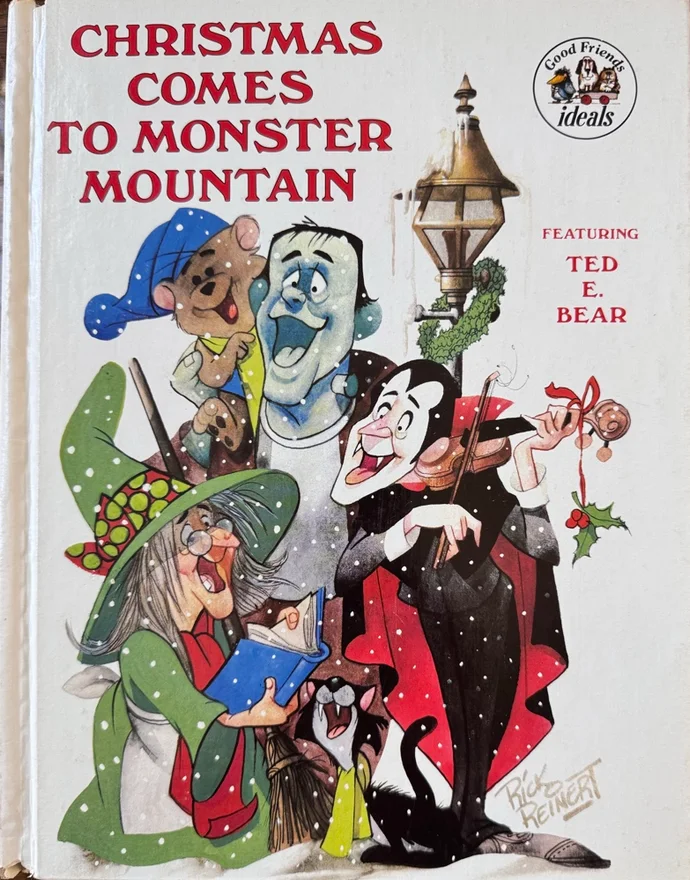 CHRISTMAS
COMES
TO MONSTER
MOUNTAIN
Good Friends
ideals
FEATURING
TED
E.
BEAR
RICK
REINERT